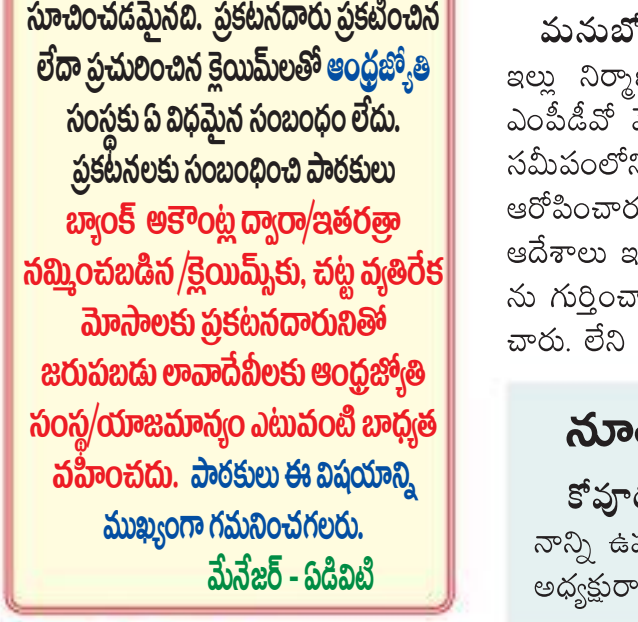 సూచించడమైనది. ప్రకటనదారు ప్రకటించిన
లేదా ప్రచురించిన క్లెయిమ్‌లతో ఆంధ్రజ్యోతి
సంస్థకు ఏ విధమైన సంబంధం లేదు.
ప్రకటనలకు సంబంధించి పాఠకులు
బ్యాంక్ అకౌంట్ల ద్వారా/ఇతరత్రా
నమ్మించబడిన/క్లెయిమ్స్‌కు, చట్ట వ్యతిరేక
మోసాలకు ప్రకటనదారునితో
జరుపబడు లావాదేవీలకు ఆంధ్రజ్యోతి
సంస్థ/యాజమాన్యం ఎటువంటి బాధ్యత
వహించదు. పాఠకులు ఈ విషయాన్ని
ముఖ్యంగా గమనించగలరు.
మేనేజర్ - ఏడివిటి
మనుబో
ఇల్లు
ఎంపీడీవో
సమీపంలోని
ఆరోపించారు
ఆదేశాలు ఇ
ను గుర్తించా
చారు. లేని
కోవూరు
నాన్ని
అధ్యక్షురా